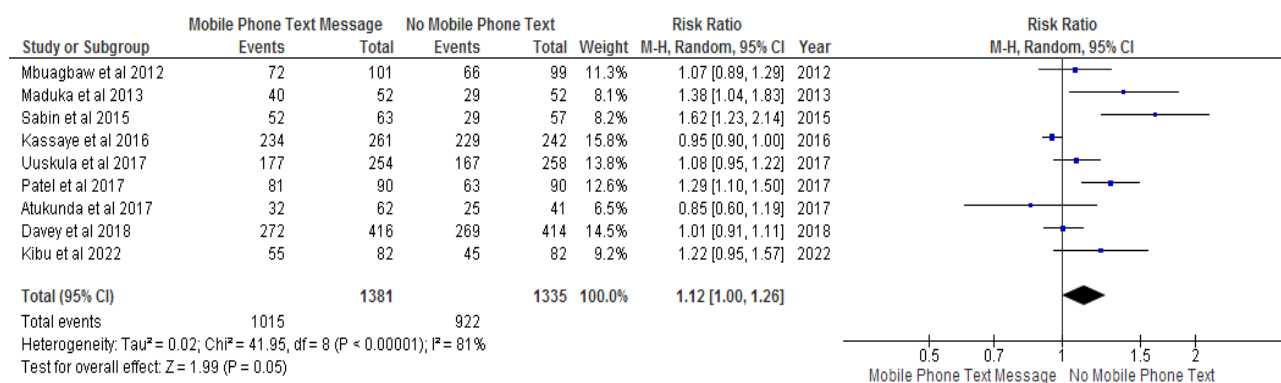 Mobile Phone Text Message No Mobile Phone Text Risk Ratio Risk Ratio
Study or Subgroup Events Total Events Total Weight M-H, Random, 95% CI Year M-H, Random, 95% CI
Mbuagbaw et al 2012 72 101 66 99 11.3% 1.07 [0.89, 1.29] 2012
Maduka et al 2013 40 52 29 52 8.1% 1.38 [1.04, 1.83] 2013
Sabin et al 2015 52 63 29 57 8.2% 1.62 [1.23, 2.14] 2015
Kassaye et al 2016 234 261 229 242 15.8% 0.95 [0.90, 1.00] 2016
Uuskula et al 2017 177 254 167 258 13.8% 1.08 [0.95, 1.22] 2017
Patel et al 2017 81 90 63 90 12.6% 1.29 [1.10, 1.50] 2017
Atukunda et al 2017 32 62 25 41 6.5% 0.85 [0.60, 1.19] 2017
Davey et al 2018 272 416 269 414 14.5% 1.01 [0.91, 1.11] 2018
Kibu et al 2022 55 82 45 82 9.2% 1.22 [0.95, 1.57] 2022
Total (95% CI) 1381 1335 100.0% 1.12 [1.00, 1.26]
Total events 1015 922
Heterogeneity: Tau² = 0.02; Chi² = 41.95, df = 8 (P < 0.00001); I² = 81%
Test for overall effect: Z = 1.99 (P = 0.05)
0.5 0.7 1 1.5 2
Mobile Phone Text Message No Mobile Phone Text